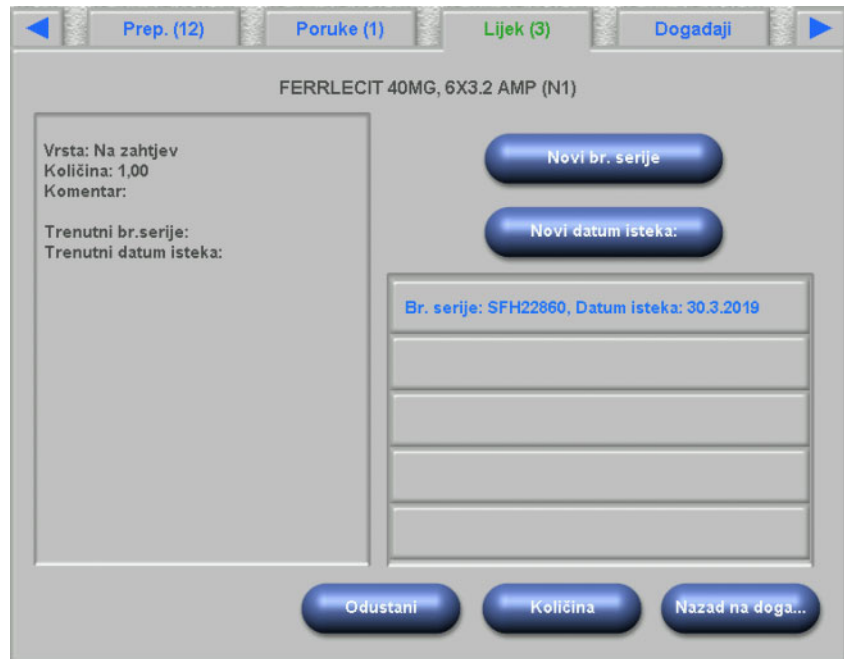 Prep. (12)
Poruke (1)
Lijek (3)
Događaji
FERRLECIT 40MG, 6X3.2 AMP (N1)
Vrsta: Na zahtjev
Količina: 1,00
Komentar:
Trenutni br.serije:
Trenutni datum isteka:
Novi br. serije
Novi datum isteka:
Br. serije: SFH22860, Datum isteka: 30.3.2019
Odustani
Količina
Nazad na doga...